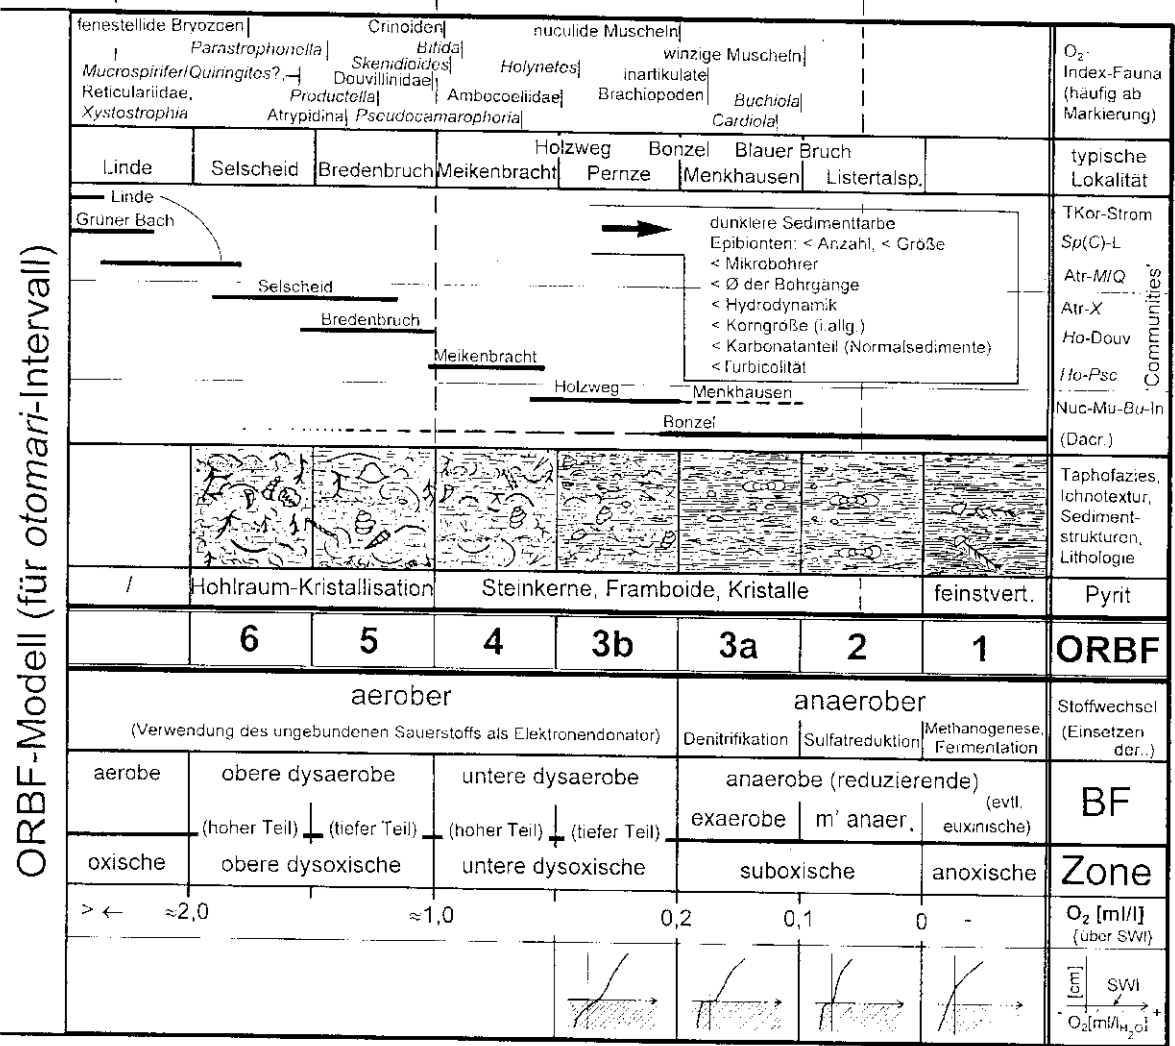 ORBF-Modell (für otomari-Intervall)
fenestellide Bryozoen
Crinoiden
nuculide Muscheln
Parastrophonella
Bifida
winzige Muscheln
Skenidioides
Holynetes
Mucrospirifer/Quiringites?,
Douvillinidae
inartikulate
Reticulariidae,
Productella
Ambocoeliidae
Brachiopoden
Buchiola
Xystostrophia
Atrypidina
Pseudocamarophoria
Cardiola
O₂-
Index-Fauna
(häufig ab
Markierung)
Holzweg Bonzel Blauer Bruch
Linde Selscheid Bredenbruch Meikenbracht Pernze Menkhausen Listertalsp.
typische
Lokalität
Linde
Grüner Bach
Selscheid
Bredenbruch
Meikenbracht
Holzweg
Menkhausen
Bonzel
dunklere Sedimentfarbe
Epibionten: < Anzahl, < Größe
< Mikrobohrer
< Ø der Bohrgänge
< Hydrodynamik
< Korngröße (i.allg.)
< Karbonatanteil (Normalsedimente)
< Turbicolität
TKor-Strom
Sp(C)-L
Atr-M/Q
Atr-X
Ho-Douv
Ho-Psc
Nuc-Mu-Bu-In
(Dacr.)
'Communities'
Taphofazies,
Ichnotextur,
Sediment-
strukturen,
Lithologie
/ Hohlraum-Kristallisation Steinkerne, Framboide, Kristalle feinstvert. Pyrit
6 5 4 3b 3a 2 1 ORBF
aerober
(Verwendung des ungebundenen Sauerstoffs als Elektronendonator)
anaerober
Denitrifikation Sulfatreduktion
Methanogenese,
Fermentation
Stoffwechsel
(Einsetzen
der..)
aerobe obere dysaerobe untere dysaerobe anaerobe (reduzierende)
(hoher Teil) (tiefer Teil) (hoher Teil) (tiefer Teil) exaerobe m' anaer.
(evtl.
euxinische)
BF
oxische obere dysoxische untere dysoxische suboxische anoxische Zone
> ← ≈2,0 ≈1,0 0,2 0,1 0 -
O₂ [ml/l]
{über SWI}
[cm]
SWI
- +
O₂[ml/l H₂O]